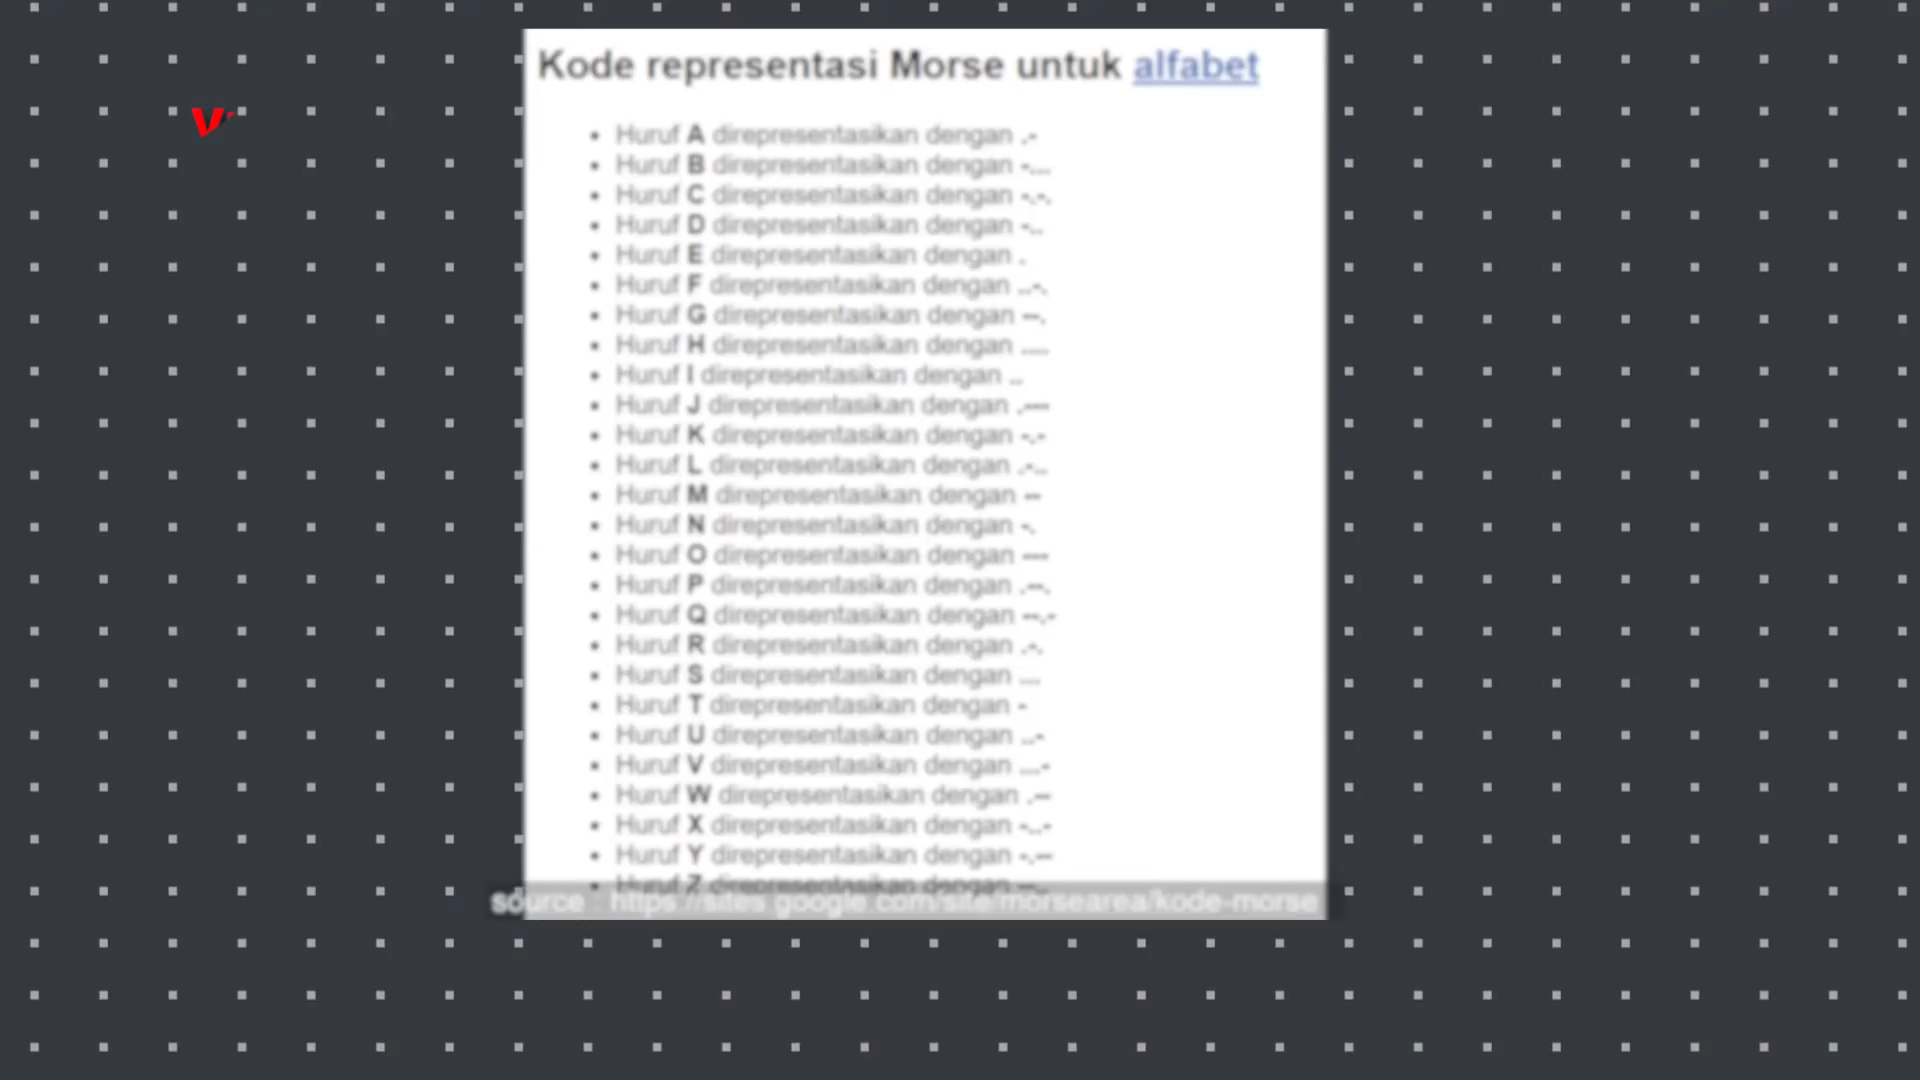 Kode representasi Morse untuk alfabet
V
• Huruf A direpresentasikan dengan .-
• Huruf B direpresentasikan dengan -...
• Huruf C direpresentasikan dengan -.-.
• Huruf D direpresentasikan dengan -..
• Huruf E direpresentasikan dengan .
• Huruf F direpresentasikan dengan ..-.
• Huruf G direpresentasikan dengan --.
• Huruf H direpresentasikan dengan ....
• Huruf I direpresentasikan dengan ..
• Huruf J direpresentasikan dengan .---
• Huruf K direpresentasikan dengan -.-
• Huruf L direpresentasikan dengan .-..
• Huruf M direpresentasikan dengan --
• Huruf N direpresentasikan dengan -.
• Huruf O direpresentasikan dengan ---
• Huruf P direpresentasikan dengan .--.
• Huruf Q direpresentasikan dengan --.-
• Huruf R direpresentasikan dengan .-.
• Huruf S direpresentasikan dengan ...
• Huruf T direpresentasikan dengan -
• Huruf U direpresentasikan dengan ..-
• Huruf V direpresentasikan dengan ...-
• Huruf W direpresentasikan dengan .--
• Huruf X direpresentasikan dengan -..-
• Huruf Y direpresentasikan dengan -.--
• Huruf Z direpresentasikan dengan --..
source : https://sites.google.com/site/morsearea/kode-morse